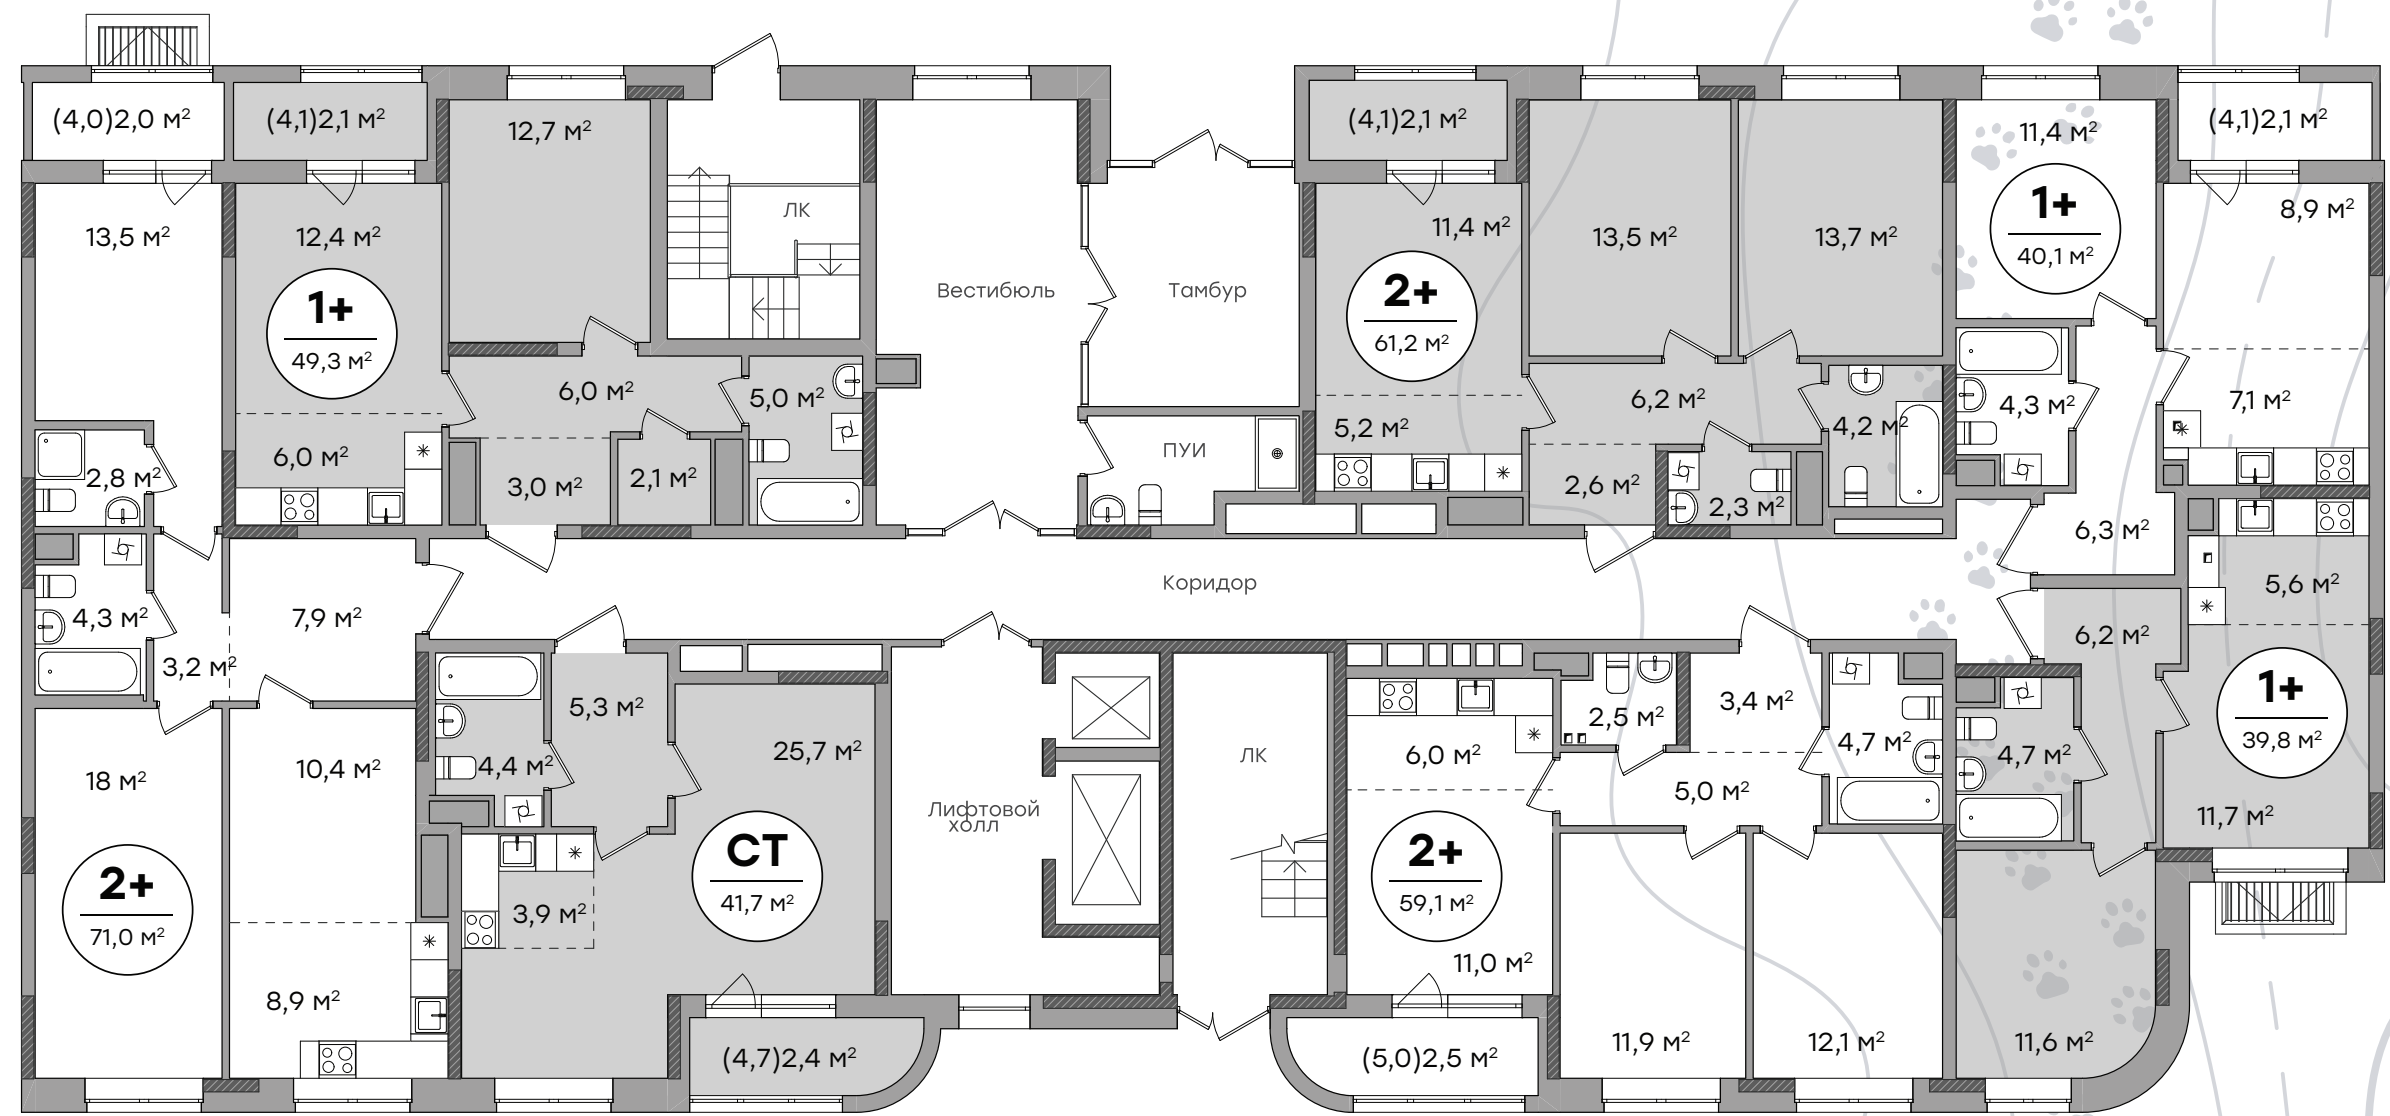 (4,0)2,0 м²
(4,1)2,1 м²
12,7 м²
(4,1)2,1 м²
11,4 м²
(4,1)2,1 м²
13,5 м²
12,4 м²
1+
49,3 м²
6,0 м²
ЛК
Вестибюль
Тамбур
11,4 м²
2+
61,2 м²
5,2 м²
13,5 м²
13,7 м²
1+
40,1 м²
8,9 м²
7,1 м²
6,0 м²
5,0 м²
3,0 м²
2,1 м²
ПУИ
6,2 м²
4,2 м²
2,6 м²
2,3 м²
4,3 м²
6,3 м²
2,8 м²
4,3 м²
3,2 м²
7,9 м²
Коридор
5,6 м²
6,2 м²
1+
39,8 м²
11,7 м²
18 м²
2+
71,0 м²
10,4 м²
8,9 м²
4,4 м²
5,3 м²
25,7 м²
СТ
41,7 м²
3,9 м²
(4,7)2,4 м²
Лифтовой
холл
ЛК
6,0 м²
2+
59,1 м²
11,0 м²
(5,0)2,5 м²
2,5 м²
3,4 м²
5,0 м²
4,7 м²
4,7 м²
11,9 м²
12,1 м²
11,6 м²